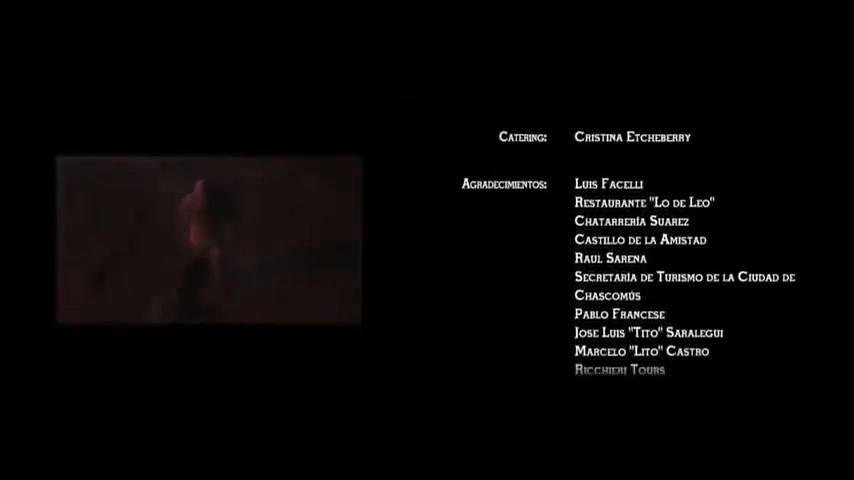 Catering: Cristina Etcheberry
Agradecimientos: Luis Facelli
Restaurante "Lo de Leo"
Chatarrería Suarez
Castillo de la Amistad
Raul Sarena
Secretaría de Turismo de la Ciudad de
Chascomús
Pablo Francese
Jose Luis "Tito" Saralegui
Marcelo "Lito" Castro
Ricchieri Tours